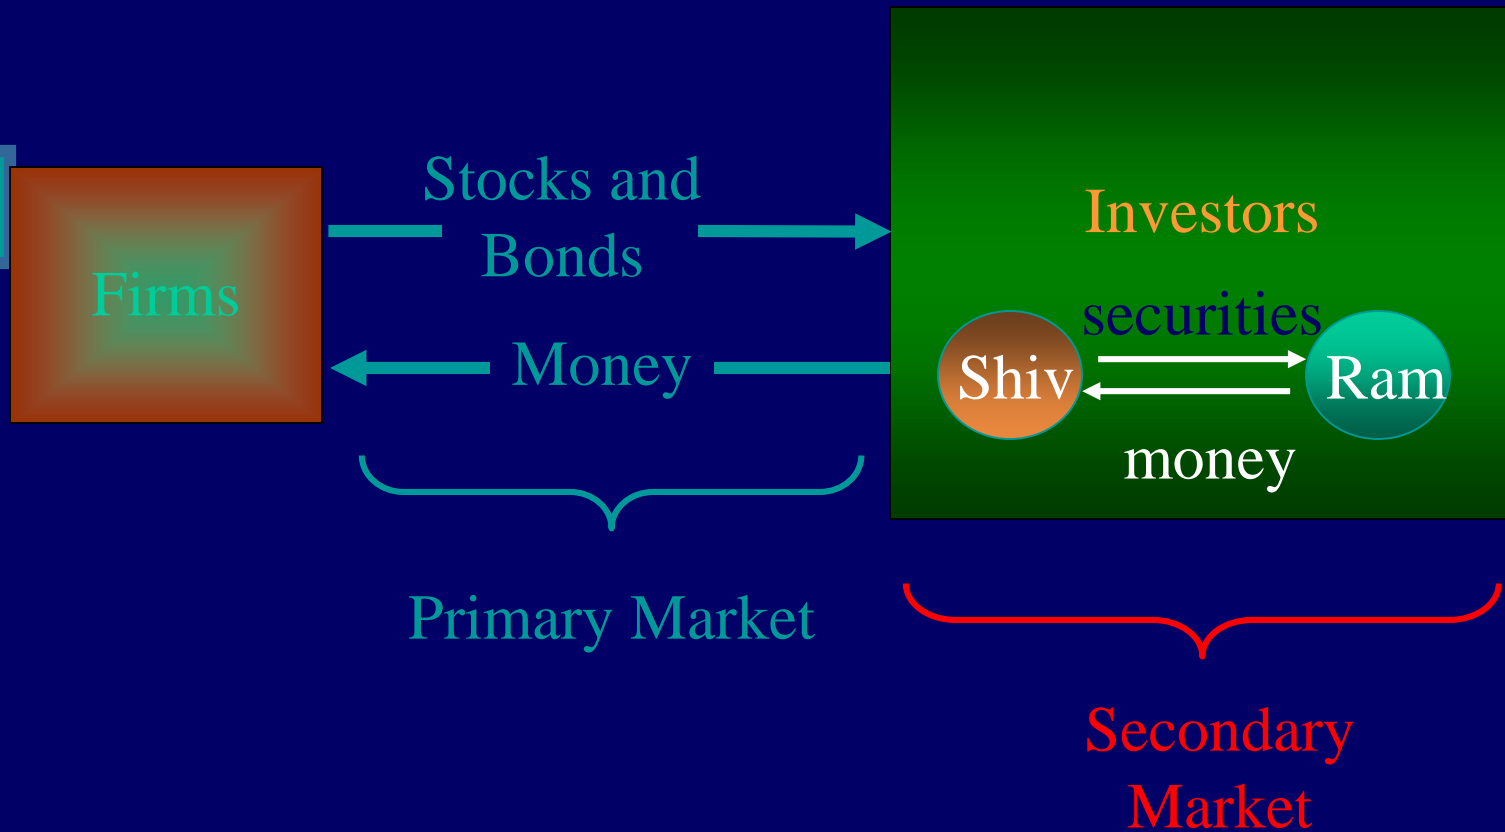 Stocks and
Bonds
Firms
Money
Investors
securities
Shiv
Ram
money
Primary Market
Secondary
Market